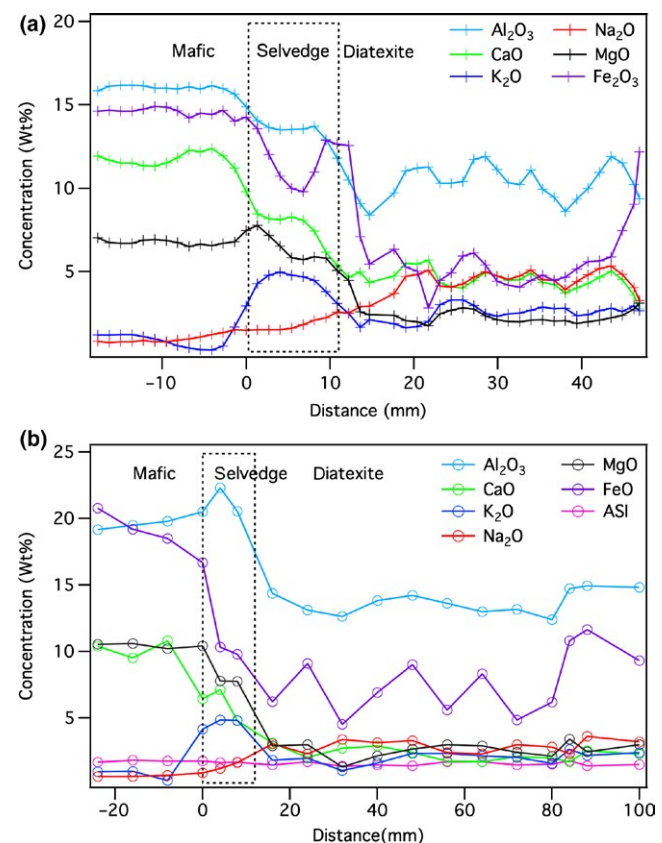 (a)
Al₂O₃ Na₂O
CaO MgO
K₂O Fe₂O₃
Mafic Selvedge Diatexite
20
15
10
5
Concentration (Wt%)
−10 0 10 20 30 40
Distance (mm)
(b)
25
20
15
10
5
Concentration (Wt%)
Mafic Selvedge Diatexite
Al₂O₃ MgO
CaO FeO
K₂O ASI
Na₂O
−20 0 20 40 60 80 100
Distance(mm)